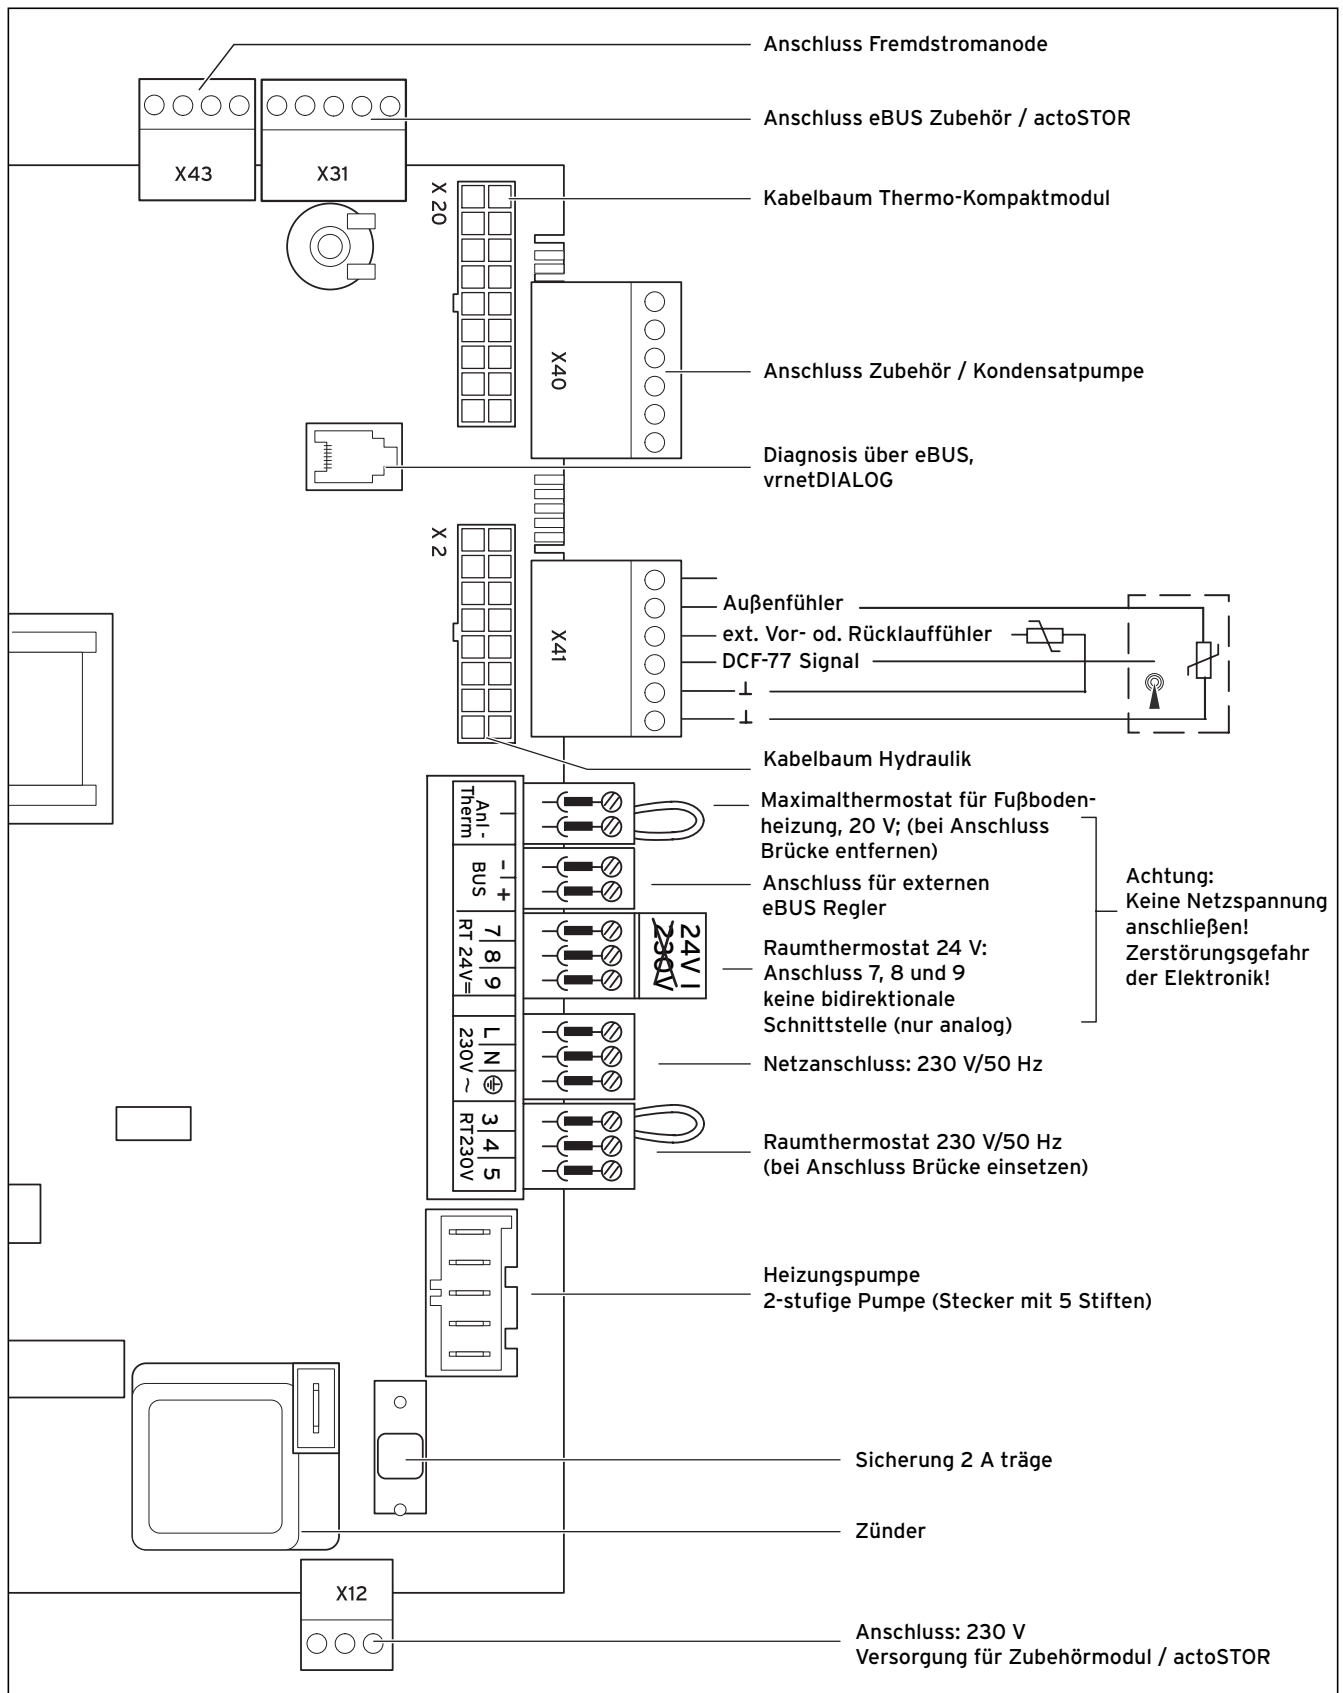 Anschluss Fremdstromanode
Anschluss eBUS Zubehör / actoSTOR
X43
X31
X 20
Kabelbaum Thermo-Kompaktmodul
X40
Anschluss Zubehör / Kondensatpumpe
Diagnosis über eBUS,
vrnetDIALOG
X 2
X41
Außenfühler
ext. Vor- od. Rücklauffühler
DCF-77 Signal
Kabelbaum Hydraulik
Anl-
Therm
Maximalthermostat für Fußboden-
heizung, 20 V; (bei Anschluss
Brücke entfernen)
- +
BUS
Anschluss für externen
eBUS Regler
Achtung:
Keine Netzspannung
anschließen!
Zerstörungsgefahr
der Elektronik!
7 8 9
RT 24V=
24V
230V
Raumthermostat 24 V:
Anschluss 7, 8 und 9
keine bidirektionale
Schnittstelle (nur analog)
L N
230V ~
Netzanschluss: 230 V/50 Hz
3 4 5
RT230V
Raumthermostat 230 V/50 Hz
(bei Anschluss Brücke einsetzen)
Heizungspumpe
2-stufige Pumpe (Stecker mit 5 Stiften)
Sicherung 2 A träge
Zünder
X12
Anschluss: 230 V
Versorgung für Zubehörmodul / actoSTOR